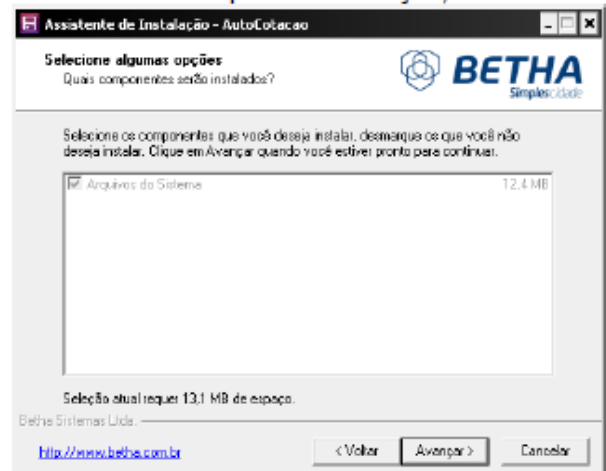 Assistente de Instalação - AutoCotacao
Selecione algumas opções
Quais componentes serão instalados?
BETHA
Simplescidade
Selecione os componentes que você deseja instalar, desmarque os que você não
deseja instalar. Clique em Avançar quando você estiver pronto para continuar.
Arquivos do Sistema 12,4 MB
Seleção atual requer 13,1 MB de espaço.
Betha Sistemas Ltda.
http://www.betha.com.br
< Voltar Avançar > Cancelar